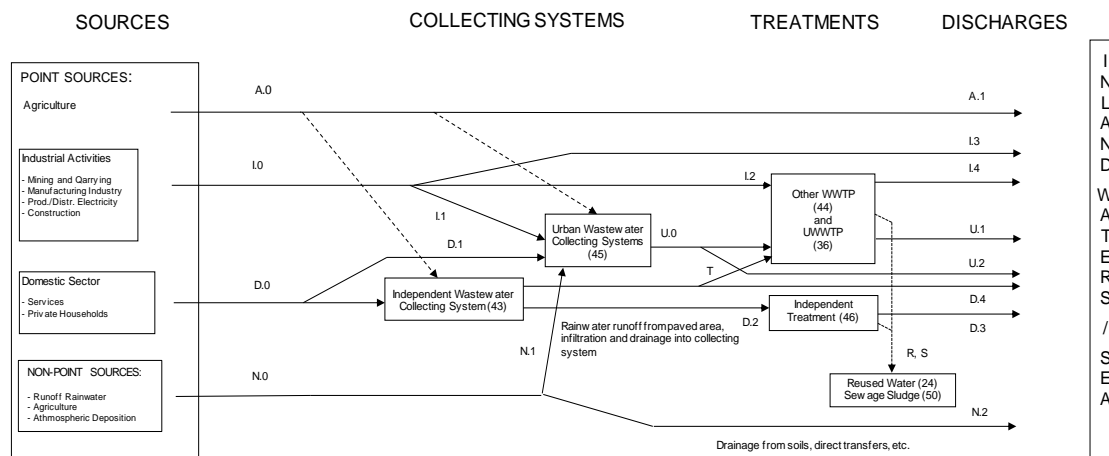 SOURCES
COLLECTING SYSTEMS
TREATMENTS
DISCHARGES
POINT SOURCES:
Agriculture
A.0
A.1
Industrial Activities
- Mining and Qarrying
- Manufacturing Industry
- Prod./Distr. Electricity
- Construction
I.0
I.1
I.2
I.3
I.4
Other WWTP
(44)
and
UWWTP
(36)
Urban Wastewater
Collecting Systems
(45)
U.0
U.1
U.2
D.1
T
Domestic Sector
- Services
- Private Households
D.0
Independent Wastewater
Collecting System (43)
D.2
Independent
Treatment (46)
D.4
D.3
Rainwater runoff from paved area,
infiltration and drainage into collecting
system
N.1
R, S
NON-POINT SOURCES:
- Runoff Rainwater
- Agriculture
- Athmospheric Deposition
N.0
Reused Water (24)
Sewage Sludge (50)
N.2
Drainage from soils, direct transfers, etc.
I
N
L
A
N
D
W
A
T
E
R
S
/
S
E
A